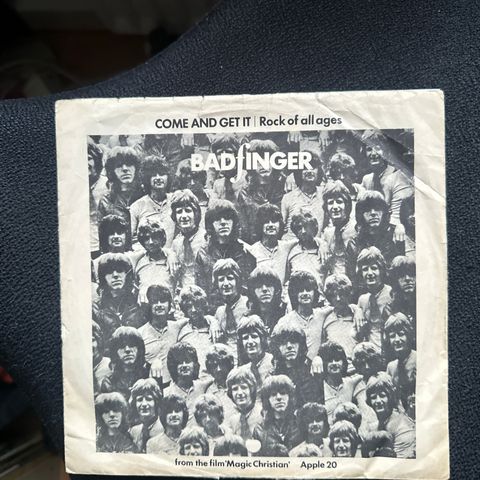 COME AND GET IT | Rock of all ages
BADfINGER
from the film 'Magic Christian' Apple 20